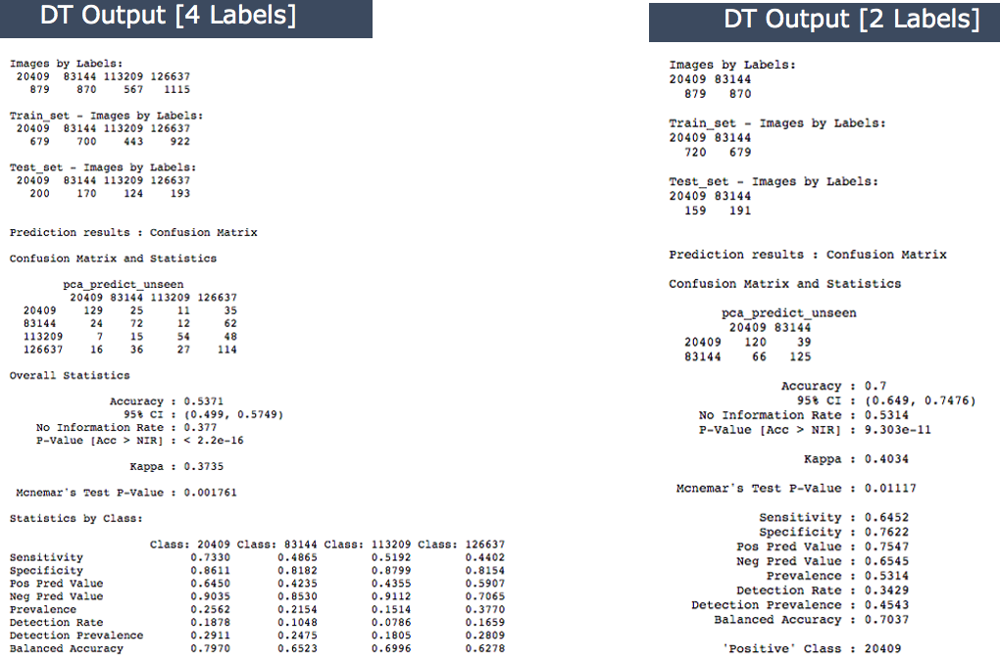 DT Output [4 Labels]
Images by Labels:
20409 83144 113209 126637
879 870 567 1115
Train_set - Images by Labels:
20409 83144 113209 126637
679 700 443 922
Test_set - Images by Labels:
20409 83144 113209 126637
200 170 124 193
Prediction results : Confusion Matrix
Confusion Matrix and Statistics
pca_predict_unseen
20409 83144 113209 126637
20409 129 25 11 35
83144 24 72 12 62
113209 7 15 54 48
126637 16 36 27 114
Overall Statistics
Accuracy : 0.5371
95% CI : (0.499, 0.5749)
No Information Rate : 0.377
P-Value [Acc > NIR] : < 2.2e-16
Kappa : 0.3735
Mcnemar's Test P-Value : 0.001761
Statistics by Class:
Class: 20409 Class: 83144 Class: 113209 Class: 126637
Sensitivity 0.7330 0.4865 0.5192 0.4402
Specificity 0.8611 0.8182 0.8799 0.8154
Pos Pred Value 0.6450 0.4235 0.4355 0.5907
Neg Pred Value 0.9035 0.8530 0.9112 0.7065
Prevalence 0.2562 0.2154 0.1514 0.3770
Detection Rate 0.1878 0.1048 0.0786 0.1659
Detection Prevalence 0.2911 0.2475 0.1805 0.2809
Balanced Accuracy 0.7970 0.6523 0.6996 0.6278
DT Output [2 Labels]
Images by Labels:
20409 83144
879 870
Train_set - Images by Labels:
20409 83144
720 679
Test_set - Images by Labels:
20409 83144
159 191
Prediction results : Confusion Matrix
Confusion Matrix and Statistics
pca_predict_unseen
20409 83144
20409 120 39
83144 66 125
Accuracy : 0.7
95% CI : (0.649, 0.7476)
No Information Rate : 0.5314
P-Value [Acc > NIR] : 9.303e-11
Kappa : 0.4034
Mcnemar's Test P-Value : 0.01117
Sensitivity : 0.6452
Specificity : 0.7622
Pos Pred Value : 0.7547
Neg Pred Value : 0.6545
Prevalence : 0.5314
Detection Rate : 0.3429
Detection Prevalence : 0.4543
Balanced Accuracy : 0.7037
'Positive' Class : 20409